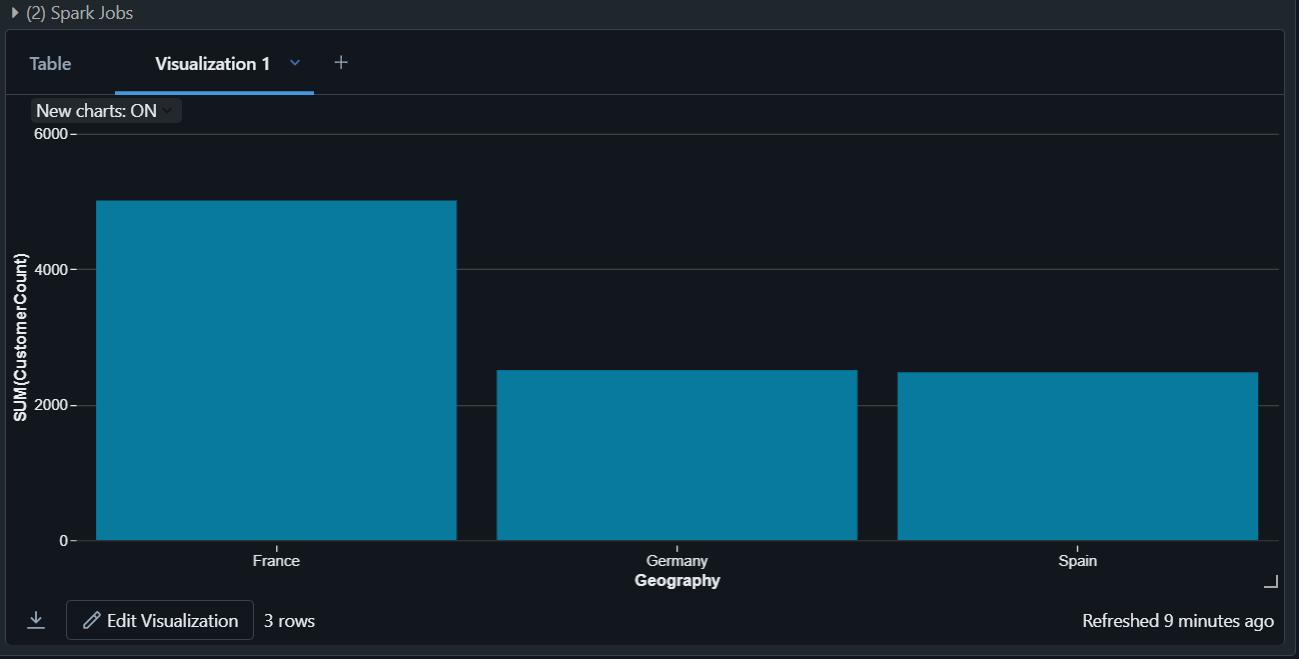 (2) Spark Jobs
Table
Visualization 1
+
New charts: ON
6000
4000
2000
0
SUM(CustomerCount)
France
Germany
Spain
Geography
Edit Visualization
3 rows
Refreshed 9 minutes ago